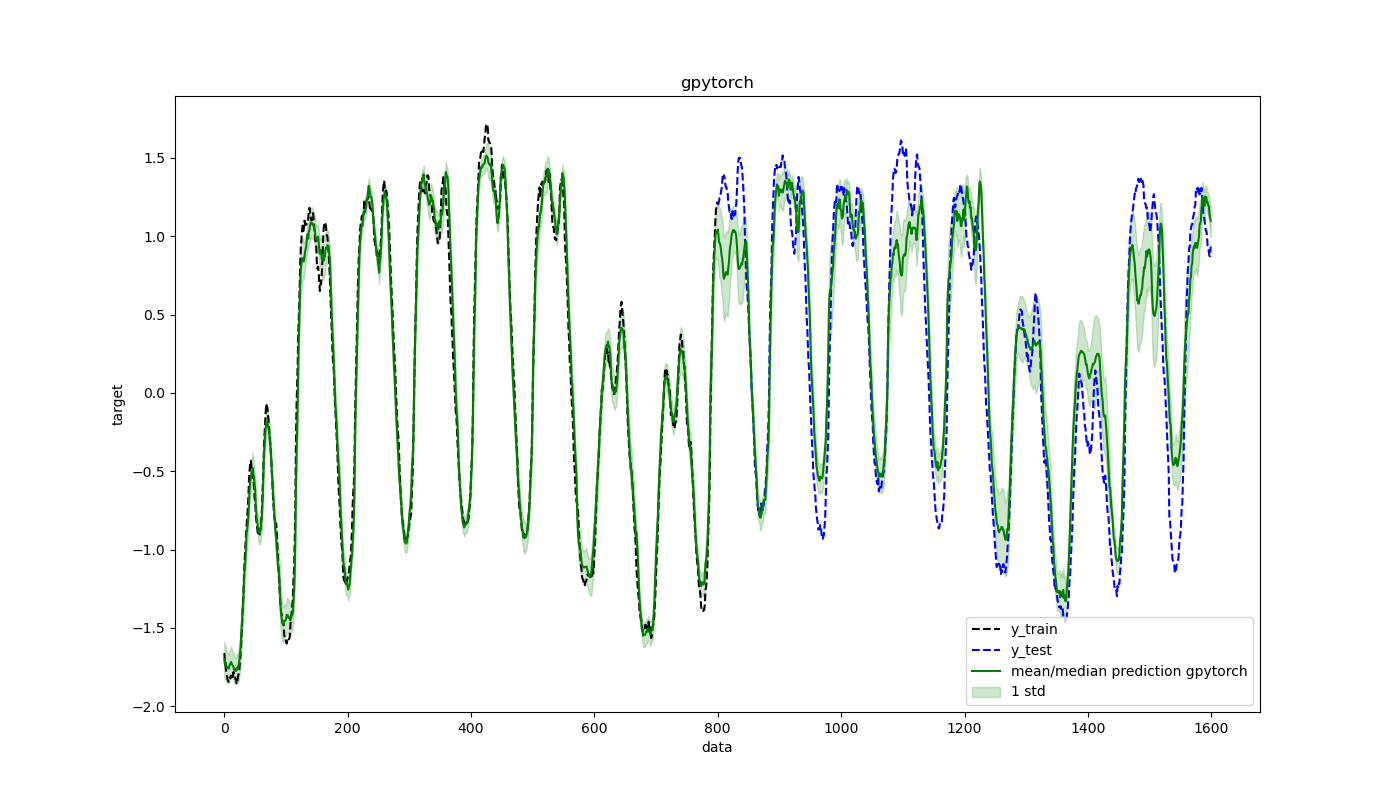 gpytorch
target
1.5
1.0
0.5
0.0
−0.5
−1.0
−1.5
−2.0
0 200 400 600 800 1000 1200 1400 1600
data
y_train
y_test
mean/median prediction gpytorch
1 std